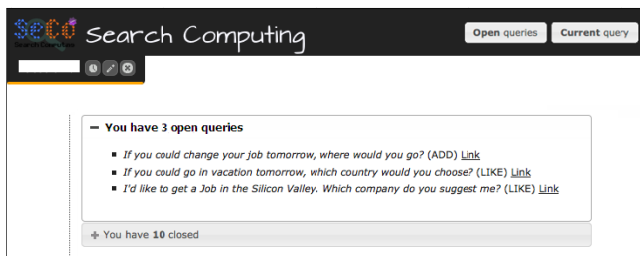 SeCo Search Computing
Search Computing
Open queries
Current query
You have 3 open queries
If you could change your job tomorrow, where would you go? (ADD) Link
If you could go in vacation tomorrow, which country would you choose? (LIKE) Link
I'd like to get a Job in the Silicon Valley. Which company do you suggest me? (LIKE) Link
You have 10 closed